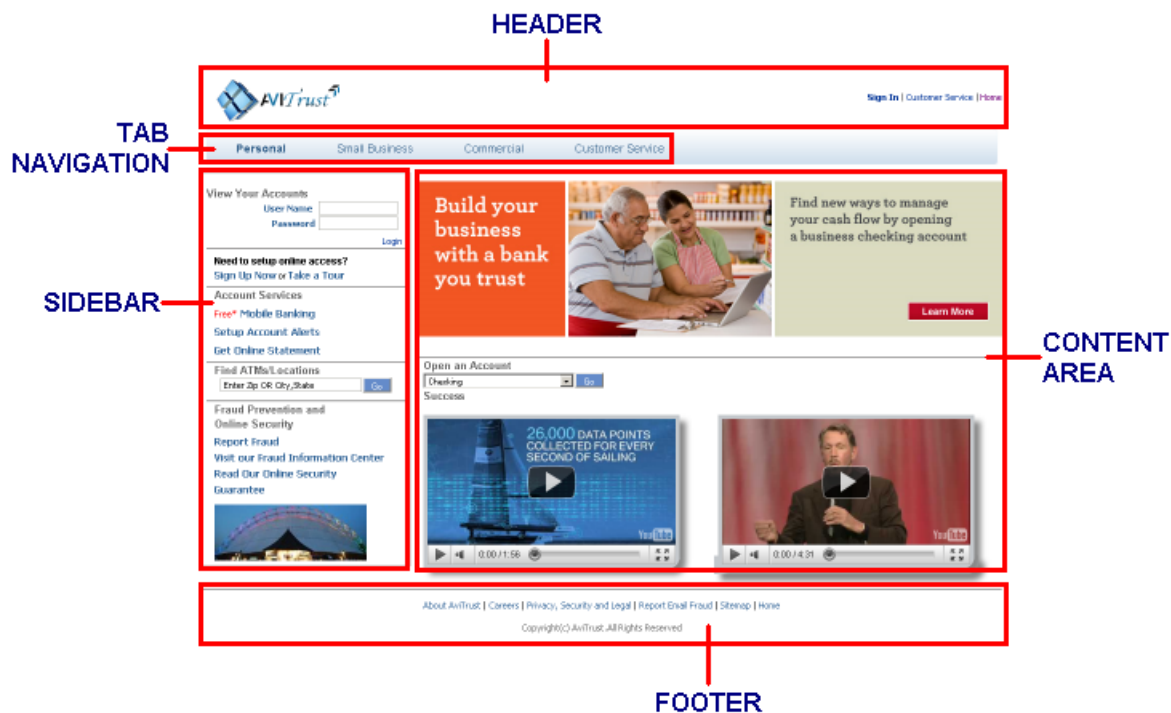 HEADER
AVITrust
Sign In | Customer Service | Home
TAB NAVIGATION
Personal Small Business Commercial Customer Service
SIDEBAR
View Your Accounts
User Name
Password
Login
Need to setup online access?
Sign Up Now or Take a Tour
Account Services
Free* Mobile Banking
Setup Account Alerts
Get Online Statement
Find ATMs/Locations
Enter Zip OR City,State Go
Fraud Prevention and
Online Security
Report Fraud
Visit our Fraud Information Center
Read Our Online Security
Guarantee
Build your
business
with a bank
you trust
Find new ways to manage
your cash flow by opening
a business checking account
Learn More
CONTENT
AREA
Open an Account
Checking Go
Success
26,000 DATA POINTS
COLLECTED FOR EVERY
SECOND OF SAILING
YouTube
0:00 / 1:56
YouTube
0:00 / 4:31
About AviTrust | Careers | Privacy, Security and Legal | Report Email Fraud | Sitemap | Home
Copyright(c) AviTrust .All Rights Reserved
FOOTER